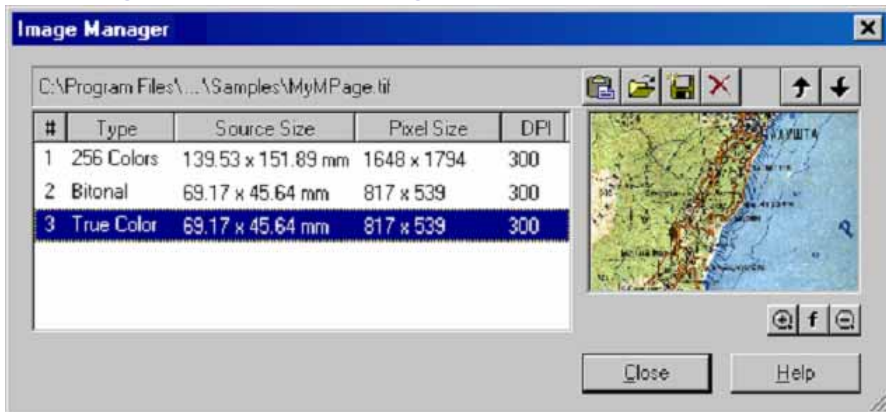 Image Manager
C:\Program Files\...\Samples\MyMPage.tif
# Type Source Size Pixel Size DPI
1 256 Colors 139.53 x 151.89 mm 1648 x 1794 300
2 Bitonal 69.17 x 45.64 mm 817 x 539 300
3 True Color 69.17 x 45.64 mm 817 x 539 300
f
Close Help